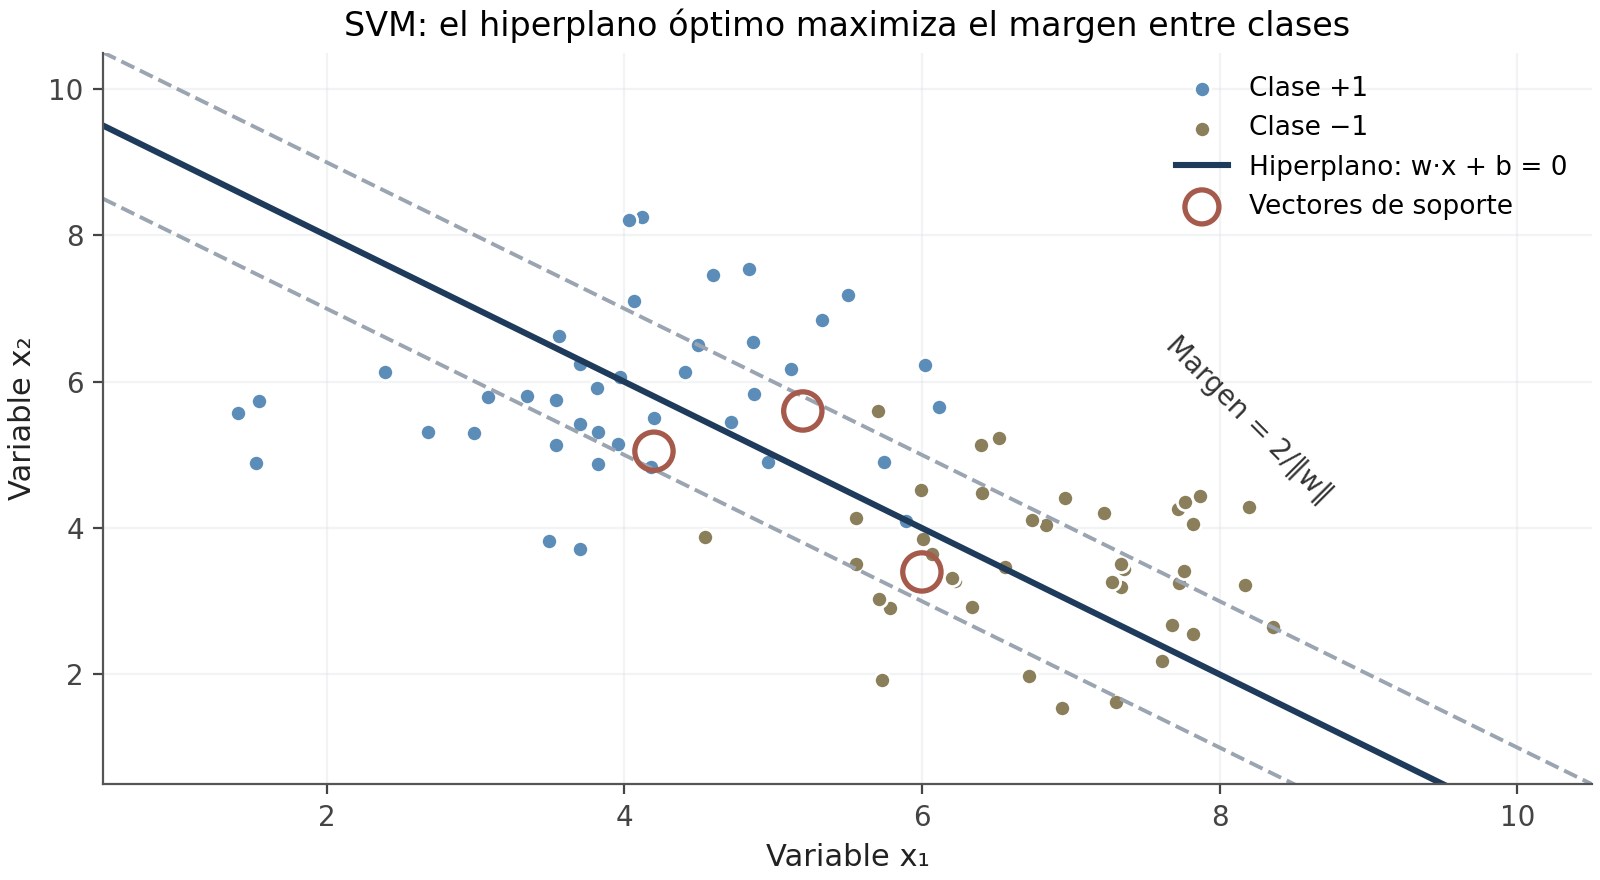 SVM: el hiperplano óptimo maximiza el margen entre clases
Clase +1
Clase −1
Hiperplano: w·x + b = 0
Vectores de soporte
Margen = 2/‖w‖
Variable x₂
10
8
6
4
2
2
4
6
8
10
Variable x₁